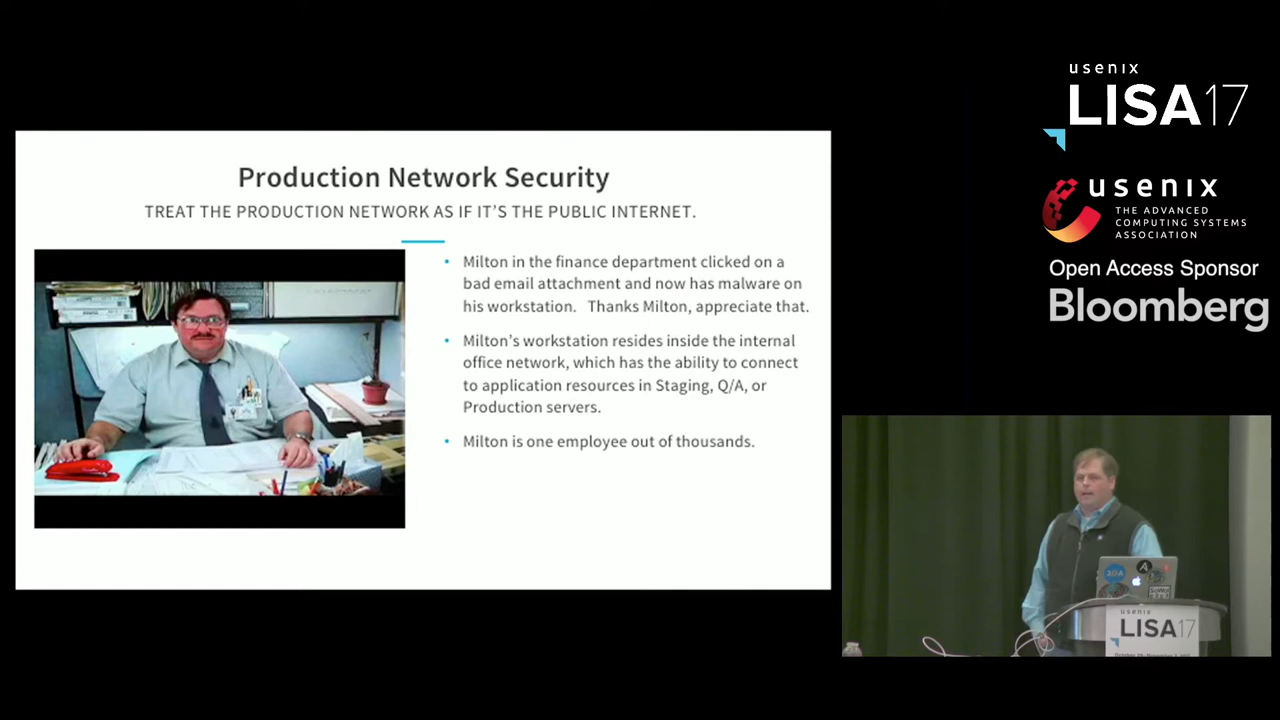 Production Network Security
TREAT THE PRODUCTION NETWORK AS IF IT'S THE PUBLIC INTERNET.
• Milton in the finance department clicked on a
bad email attachment and now has malware on
his workstation.   Thanks Milton, appreciate that.
• Milton's workstation resides inside the internal
office network, which has the ability to connect
to application resources in Staging, Q/A, or
Production servers.
• Milton is one employee out of thousands.
usenix
LISA17
usenix
THE ADVANCED
COMPUTING SYSTEMS
ASSOCIATION
Open Access Sponsor
Bloomberg
usenix
LISA17